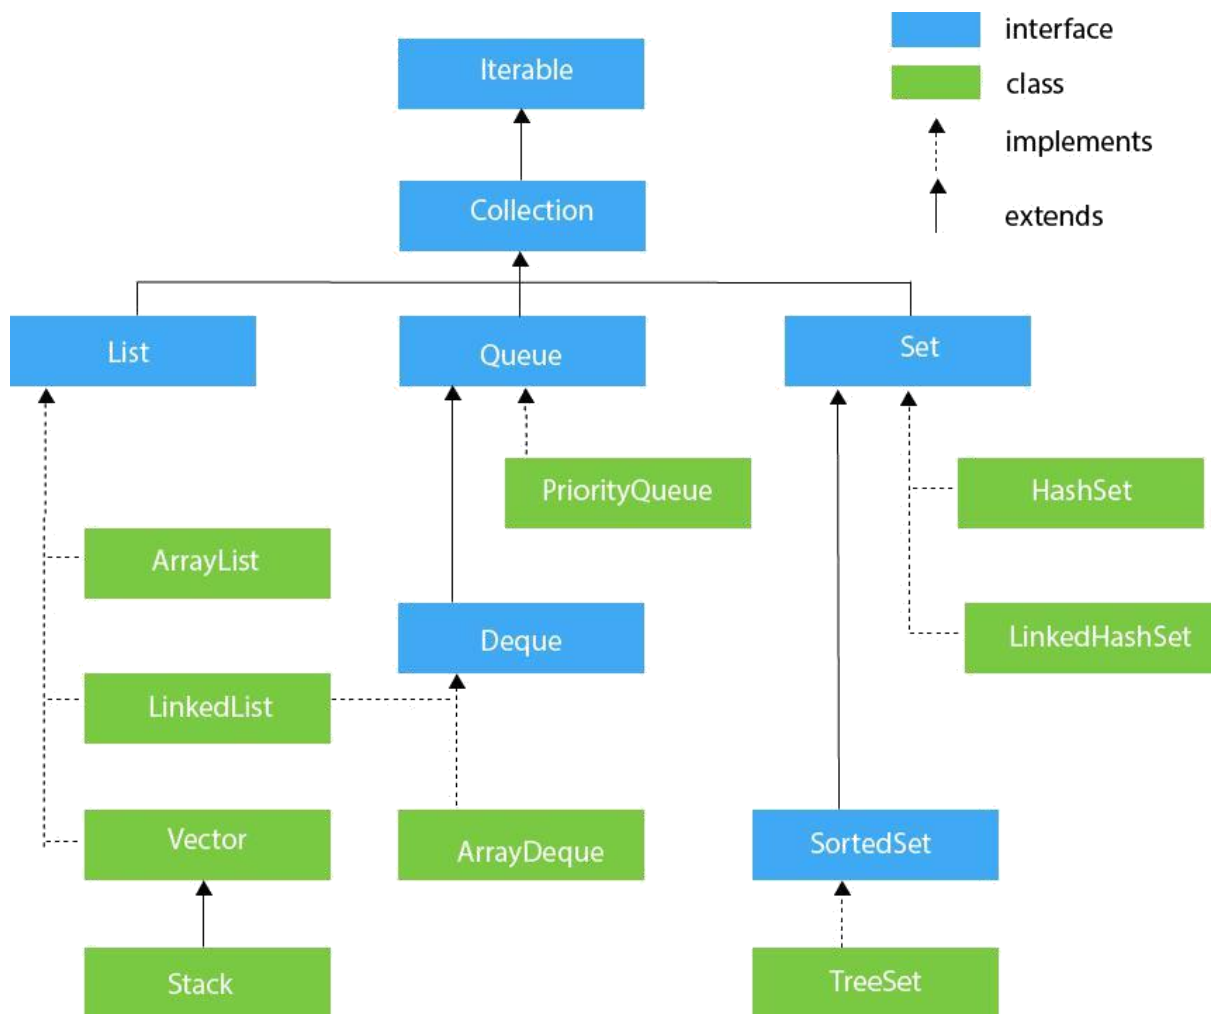 interface
Iterable
class
implements
Collection
extends
List
Queue
Set
PriorityQueue
HashSet
ArrayList
Deque
LinkedHashSet
LinkedList
Vector
ArrayDeque
SortedSet
Stack
TreeSet